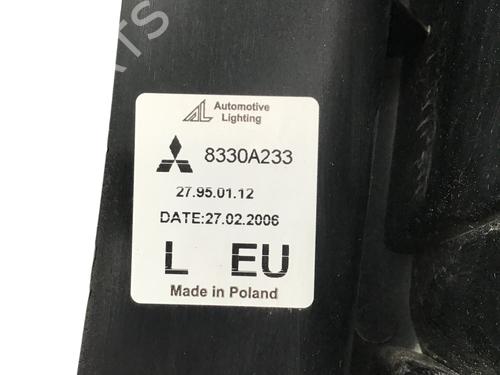 Automotive
Lighting
8330A233
27.95.01.12
DATE:27.02.2006
L EU
Made in Poland